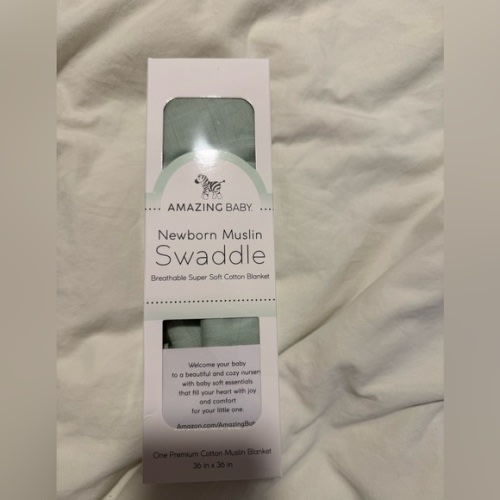 AMAZING BABY.
Newborn Muslin
Swaddle
Breathable Super Soft Cotton Blanket
Welcome your baby
to a beautiful and cozy nursery
with baby soft essentials
that fill your heart with joy
and comfort
for your little one.
Amazon.com/AmazingBab
One Premium Cotton Muslin Blanket
36 in x 36 in